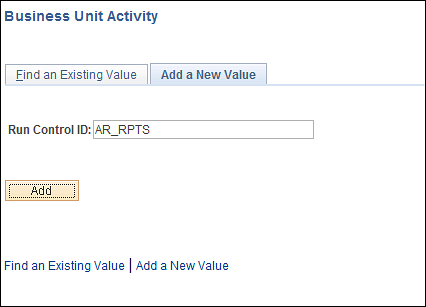 Business Unit Activity
Find an Existing Value Add a New Value
Run Control ID: AR_RPTS
Add
Find an Existing Value | Add a New Value